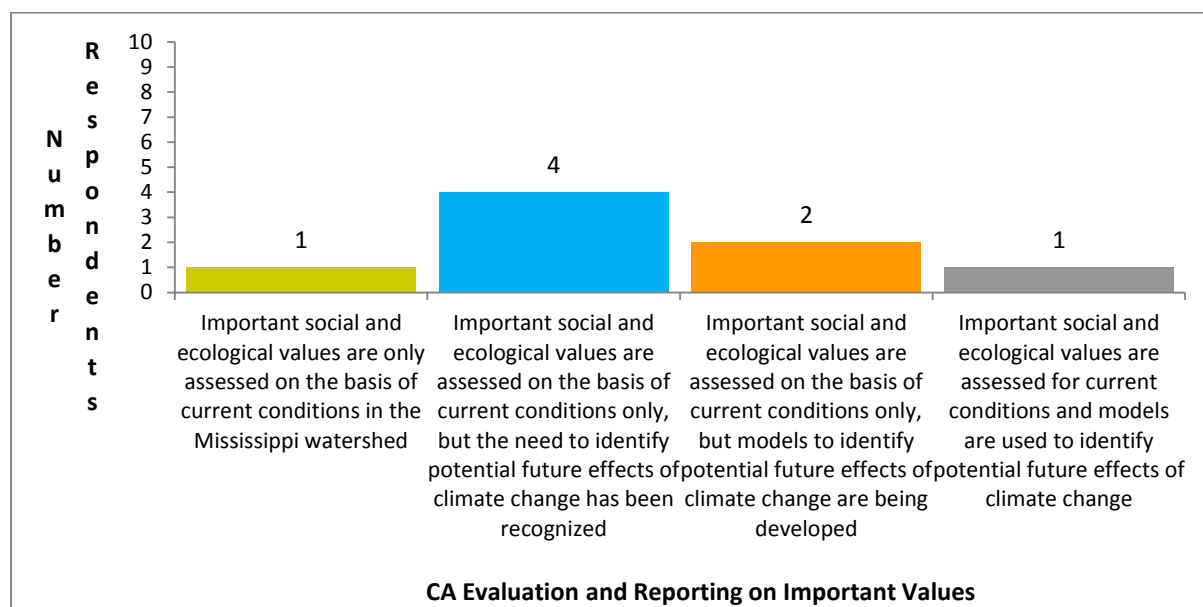 Number
Respondents
10
9
8
7
6
5
4
3
2
1
0
1
4
2
1
Important social and
ecological values are only
assessed on the basis of
current conditions in the
Mississippi watershed
Important social and
ecological values are
assessed on the basis of
current conditions only,
but the need to identify
potential future effects of
climate change has been
recognized
Important social and
ecological values are
assessed on the basis of
current conditions only,
but models to identify
potential future effects of
climate change are being
developed
Important social and
ecological values are
assessed for current
conditions and models
are used to identify
potential future effects of
climate change
CA Evaluation and Reporting on Important Values